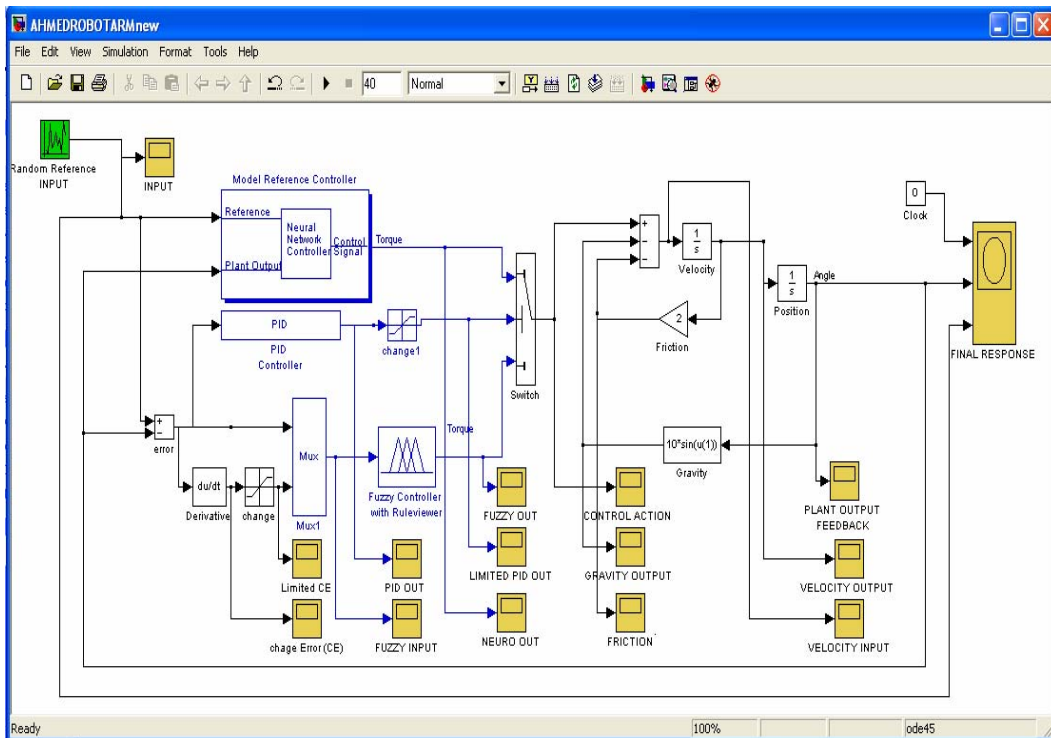 AHMEDROBOTARMnew
File Edit View Simulation Format Tools Help
40
Normal
Random Reference
INPUT
INPUT
Model Reference Controller
Reference
Plant Output
Neural
Network
Controller
Control
Signal
Torque
PID
PID
Controller
change1
Switch
+
-
-
1
s
Velocity
1
s
Position
Angle
0
Clock
FINAL RESPONSE
2
Friction
10*sin(u(1))
Gravity
+
-
error
du/dt
Derivative
change
Mux
Mux1
Fuzzy Controller
with Ruleviewer
Torque
FUZZY OUT
CONTROL ACTION
PLANT OUTPUT
FEEDBACK
Limited CE
PID OUT
LIMITED PID OUT
GRAVITY OUTPUT
VELOCITY OUTPUT
chage Error (CE)
FUZZY INPUT
NEURO OUT
FRICTION
VELOCITY INPUT
Ready
100%
ode45